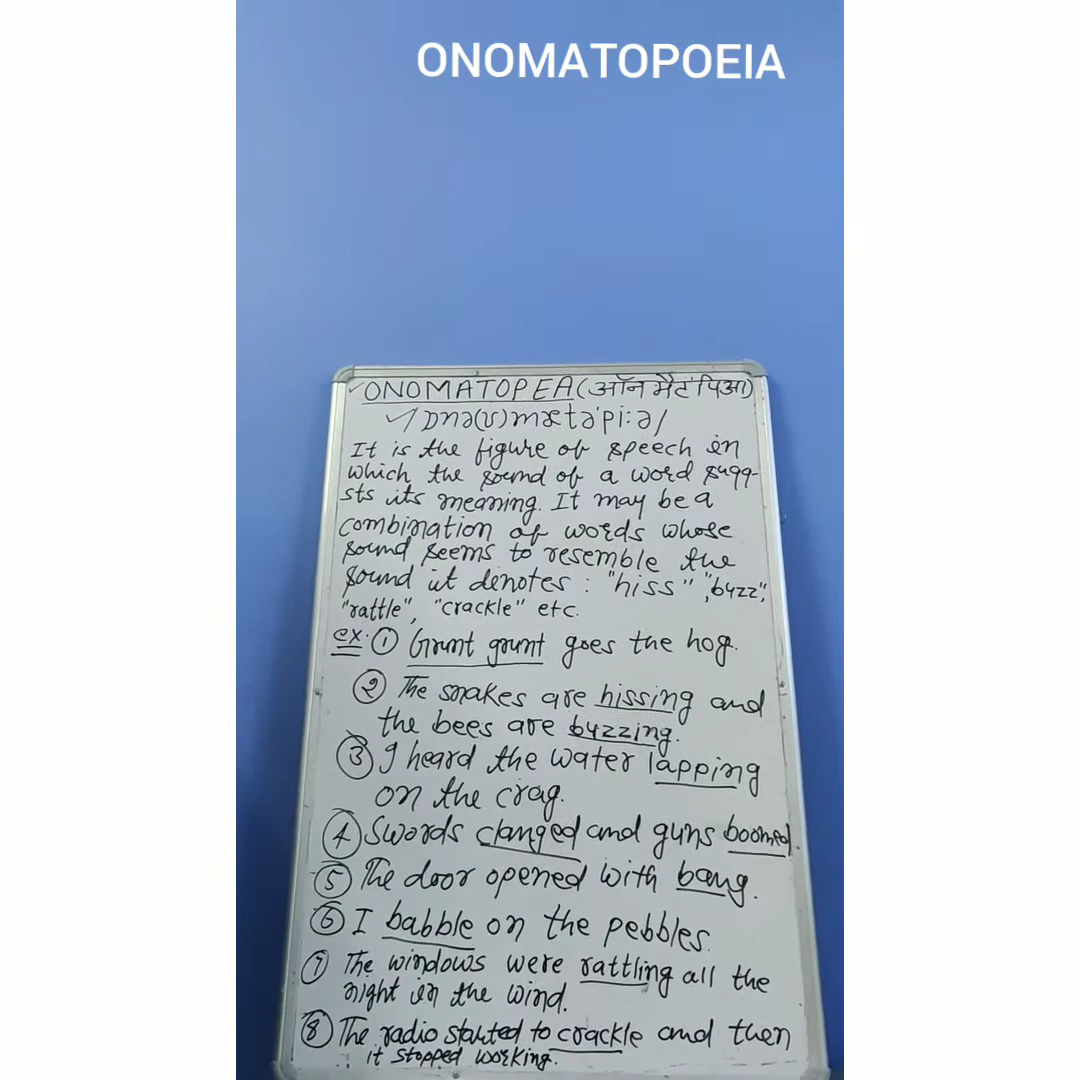 ONOMATOPOEIA
✓ONOMATOPEA (ऑनमैटपिआ)
✓/ɒnə(ʊ)mætə'pi:ə/
It is the figure of speech in
which the sound of a word sugg-
sts its meaning. It may be a
combination of words whose
sound seems to resemble the
sound it denotes: "hiss", "buzz",
"rattle", "crackle" etc.
ex. ① Grunt grunt goes the hog.
② The snakes are hissing and
the bees are buzzing.
③ I heard the water lapping
on the crag.
④ Swords clanged and guns boomed.
⑤ The door opened with bang.
⑥ I babble on the pebbles.
⑦ The windows were rattling all the
night in the wind.
⑧ The radio started to crackle and then
it stopped working.